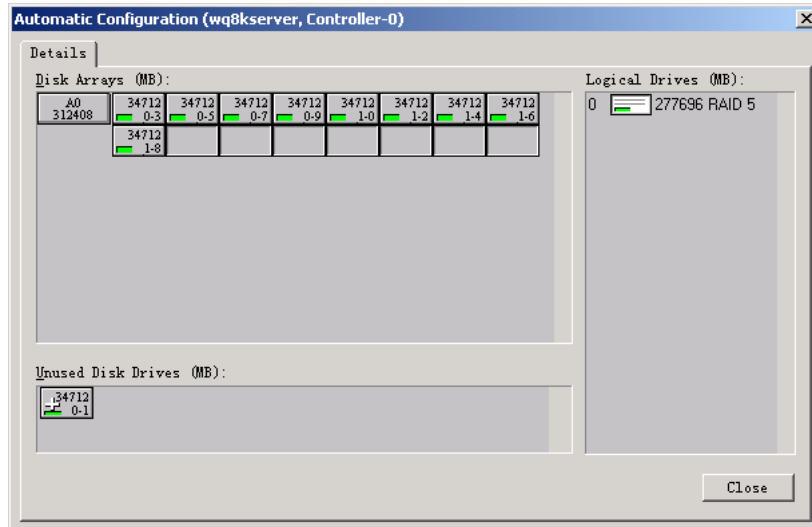 Automatic Configuration (wq8kserver, Controller-0)
Details
Disk Arrays (MB):
A0 34712 34712 34712 34712 34712 34712 34712 34712
312408 0-3 0-5 0-7 0-9 1-0 1-2 1-4 1-6
34712
1-8
Logical Drives (MB):
0 277696 RAID 5
Unused Disk Drives (MB):
34712
0-1
Close